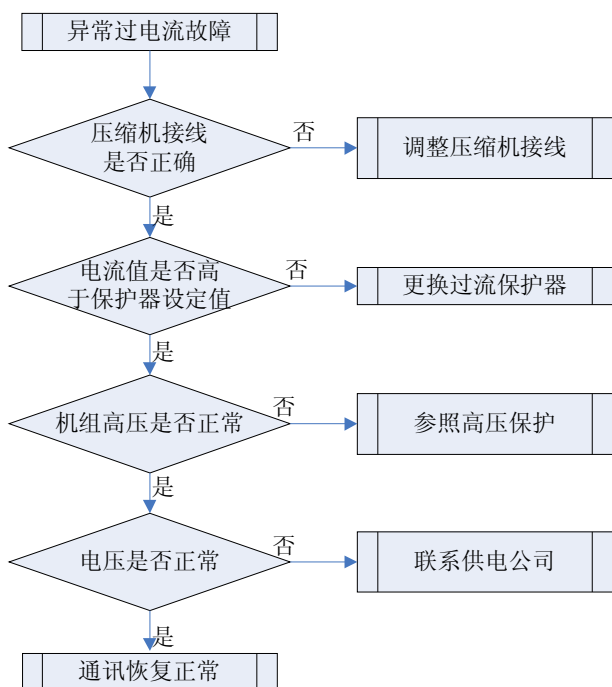 异常过电流故障
压缩机接线
是否正确
否
调整压缩机接线
是
电流值是否高
于保护器设定值
否
更换过流保护器
是
机组高压是否正常
否
参照高压保护
是
电压是否正常
否
联系供电公司
是
通讯恢复正常